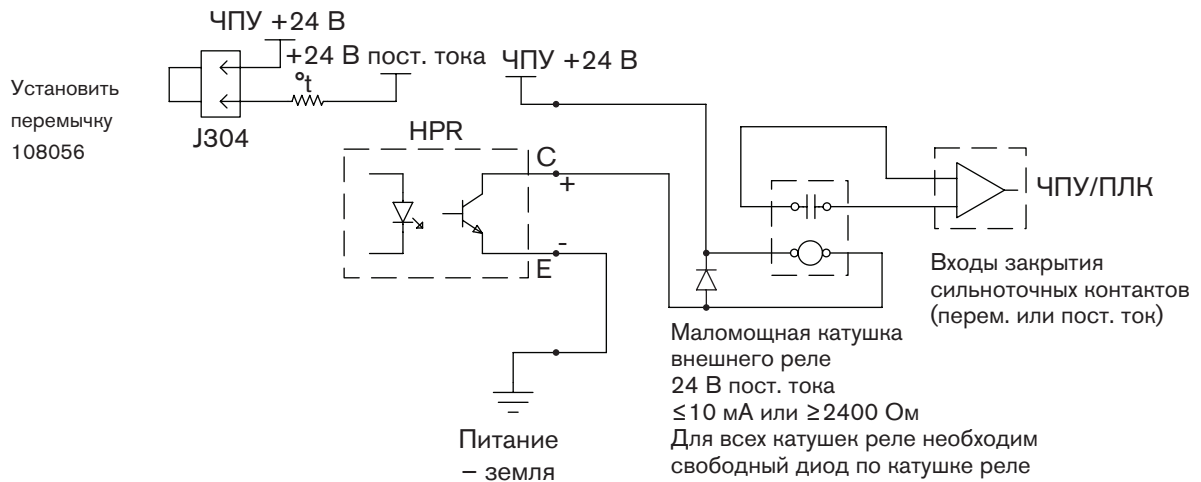 ЧПУ +24 В
+24 В пост. тока
ЧПУ +24 В
Установить
перемычку
108056
°t
J304
HPR
C
+
-
E
ЧПУ/ПЛК
Входы закрытия
сильноточных контактов
(перем. или пост. ток)
Маломощная катушка
внешнего реле
24 В пост. тока
≤10 мА или ≥2400 Ом
Для всех катушек реле необходим
свободный диод по катушке реле
Питание
– земля